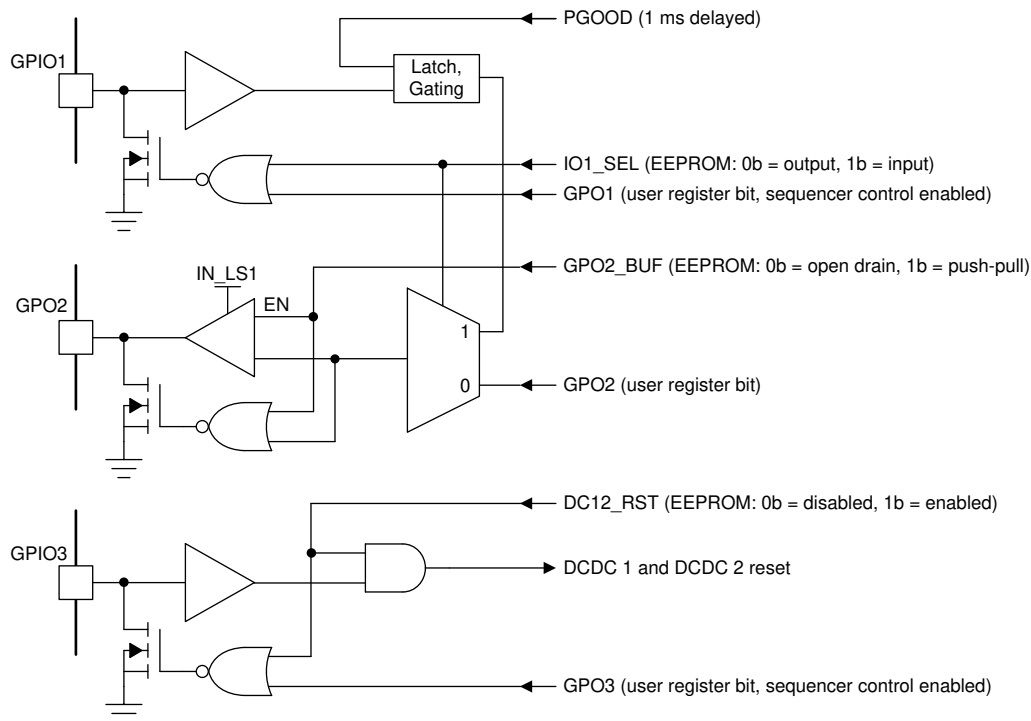 PGOOD (1 ms delayed)
GPIO1
Latch,
Gating
IO1_SEL (EEPROM: 0b = output, 1b = input)
GPO1 (user register bit, sequencer control enabled)
GPO2_BUF (EEPROM: 0b = open drain, 1b = push-pull)
IN_LS1
GPO2
EN
1
0
GPO2 (user register bit)
DC12_RST (EEPROM: 0b = disabled, 1b = enabled)
GPIO3
DCDC 1 and DCDC 2 reset
GPO3 (user register bit, sequencer control enabled)